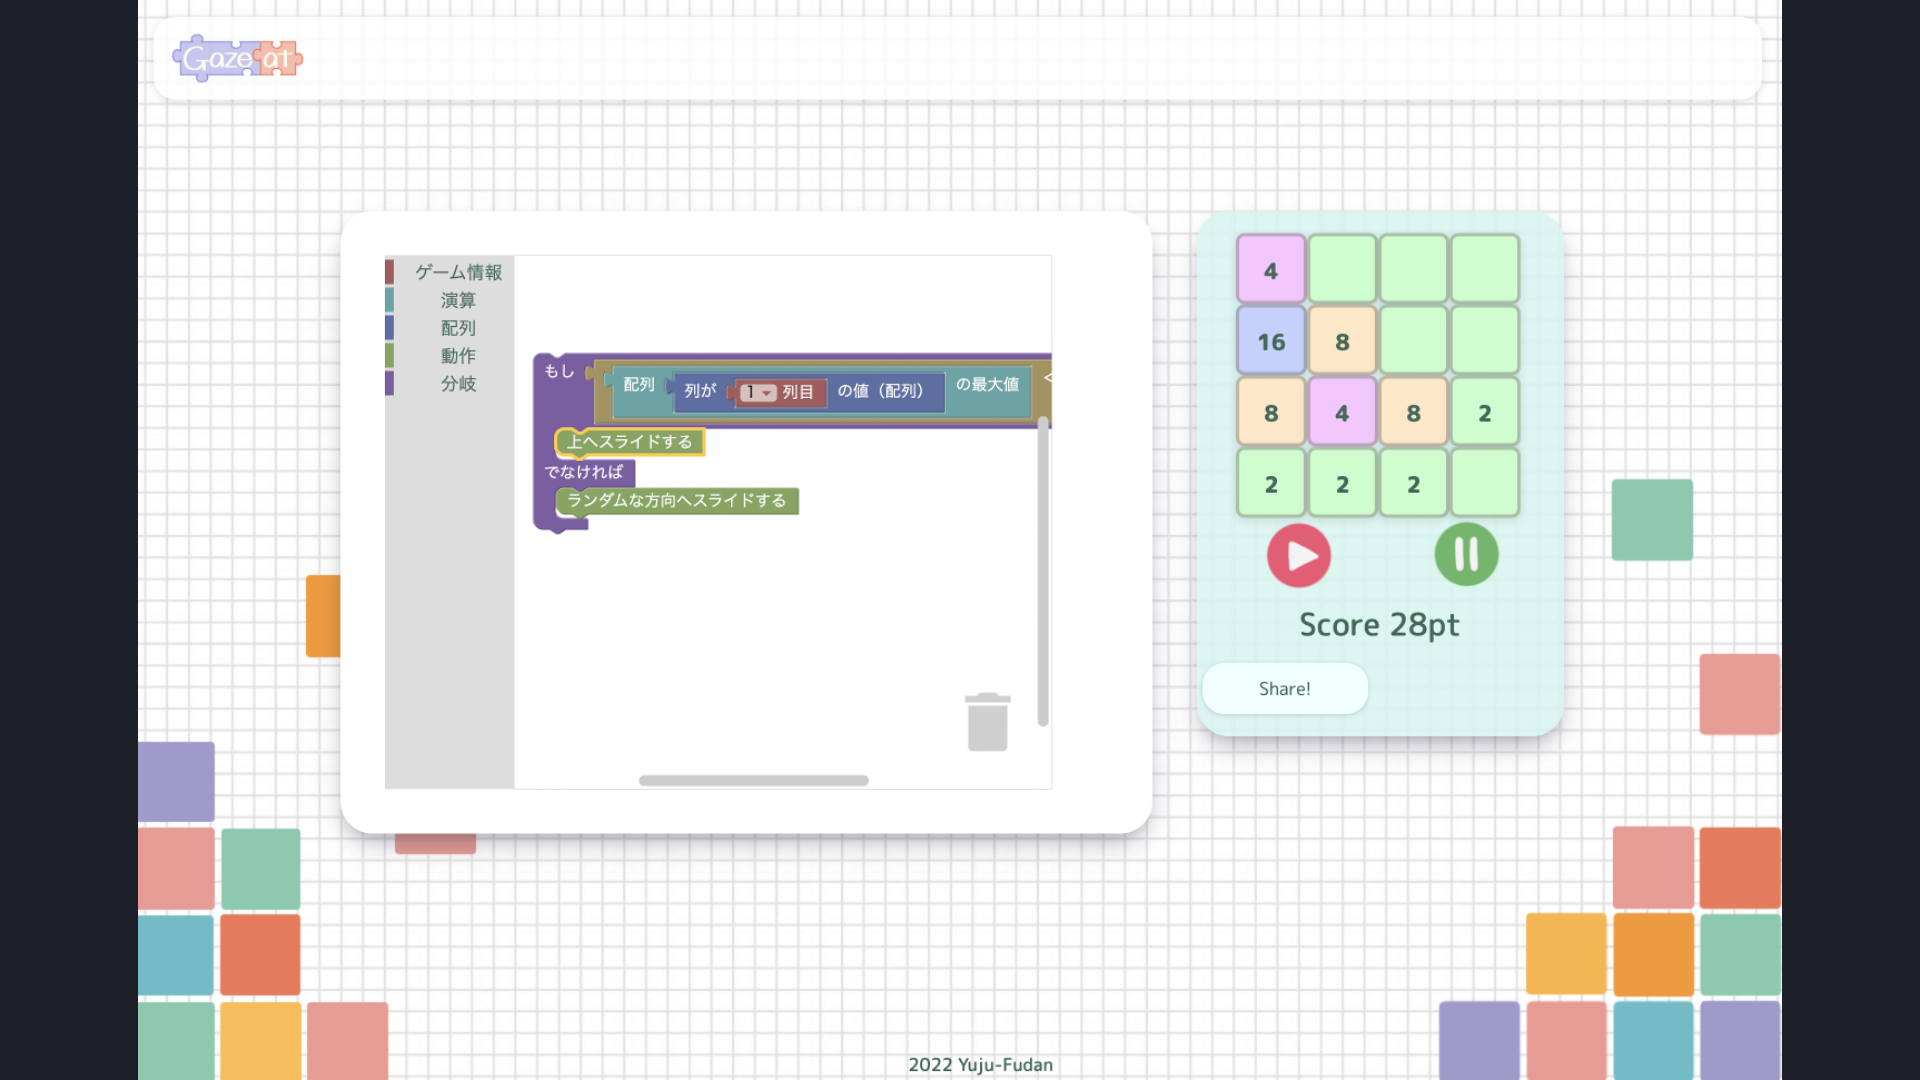 Gaze at
ゲーム情報
演算
配列
動作
分岐
もし 配列 列が 1 列目 の値（配列） の最大値 <
上へスライドする
でなければ
ランダムな方向へスライドする
4
16 8
8 4 8 2
2 2 2
Score 28pt
Share!
2022 Yuju-Fudan